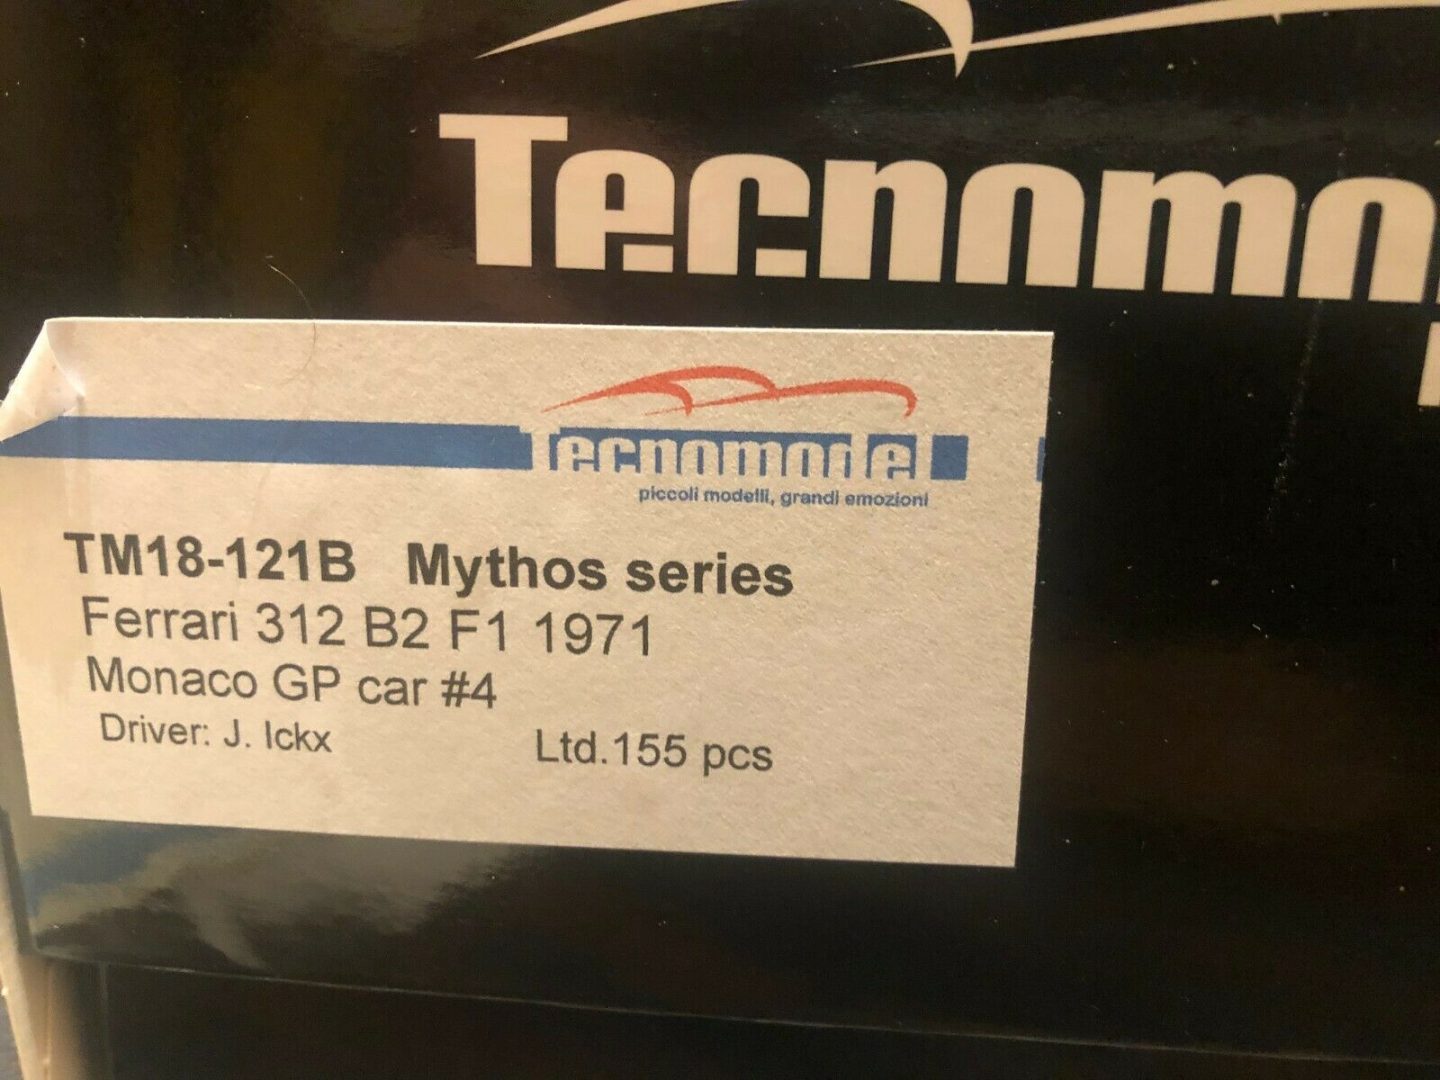 Tecnomo
Tecnomodel
piccoli modelli, grandi emozioni
TM18-121B Mythos series
Ferrari 312 B2 F1 1971
Monaco GP car #4
Driver: J. Ickx Ltd.155 pcs